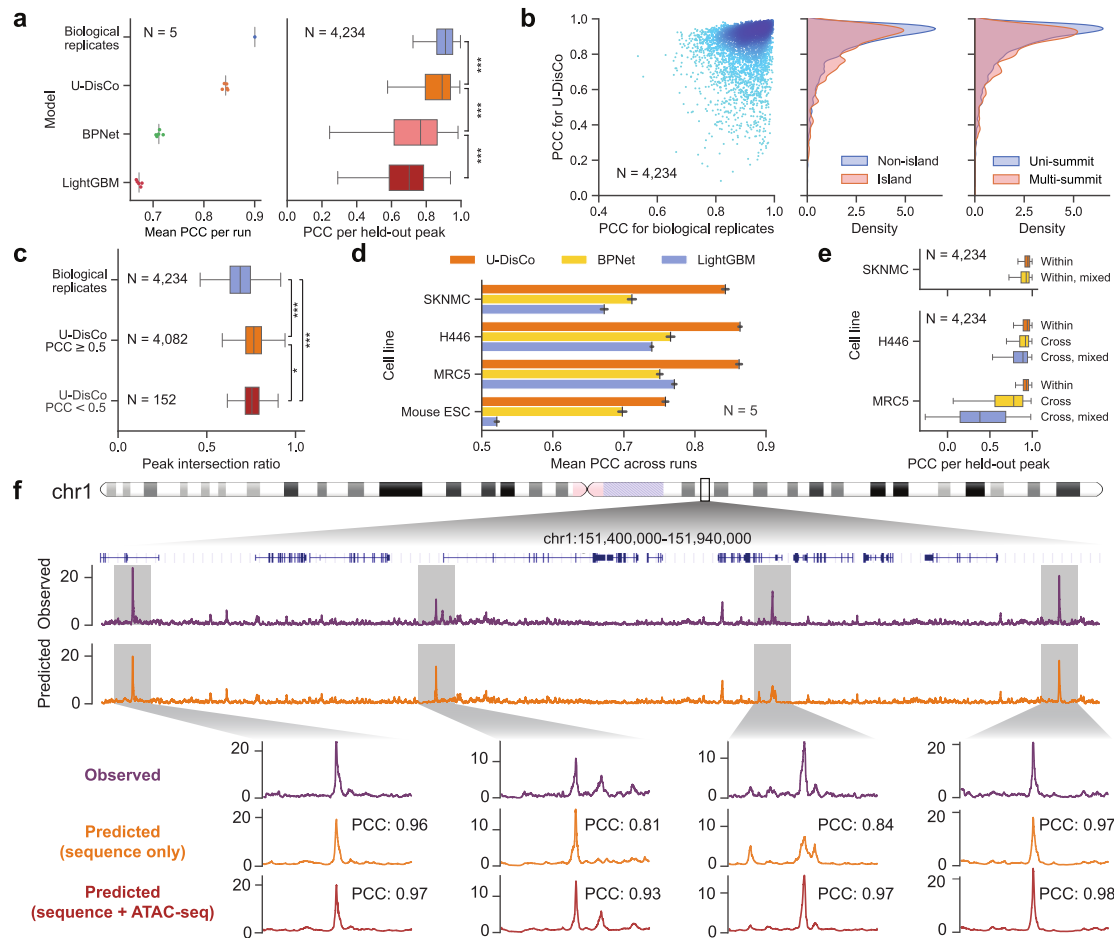 a
Model
Biological
replicates
U-DisCo
BPNet
LightGBM
N = 5
0.7
0.9
Mean PCC per run
N = 4,234
***
***
***
0.0 0.2 0.4 0.6 0.8 1.0
PCC per held-out peak
b
PCC for U-DisCo
1.0
0.8
0.6
0.4
0.2
0.0
N = 4,234
0.4 0.6 0.8 1.0
PCC for biological replicates
Non-island
Island
0.0 2.5 5.0
Density
Uni-summit
Multi-summit
0.0 2.5 5.0
Density
c
Biological
replicates
N = 4,234
U-DisCo
PCC ≥ 0.5
N = 4,082
U-DisCo
PCC < 0.5
N = 152
***
***
*
0.0 0.5 1.0
Peak intersection ratio
d
U-DisCo BPNet LightGBM
Cell line
SKNMC
H446
MRC5
Mouse ESC
N = 5
0.5 0.6 0.7 0.8 0.9
Mean PCC across runs
e
Cell line
SKNMC
N = 4,234
Within
Within, mixed
N = 4,234
H446
Within
Cross
Cross, mixed
MRC5
Within
Cross
Cross, mixed
0.0 0.2 0.4 0.6 0.8 1.0
PCC per held-out peak
f
chr1
chr1:151,400,000-151,940,000
Observed
20
0
Predicted
20
0
Observed
20
0
10
0
10
0
20
0
Predicted
(sequence only)
20
0
PCC: 0.96
10
0
PCC: 0.81
10
0
PCC: 0.84
20
0
PCC: 0.97
Predicted
(sequence + ATAC-seq)
20
0
PCC: 0.97
10
0
PCC: 0.93
10
0
PCC: 0.97
20
0
PCC: 0.98